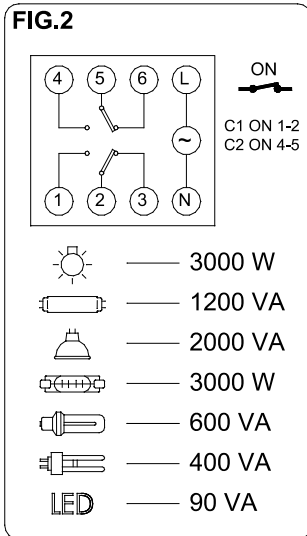 FIG.2
4 5 6 L
ON
C1 ON 1-2
C2 ON 4-5
~
1 2 3 N
3000 W
1200 VA
2000 VA
3000 W
600 VA
400 VA
LED 90 VA